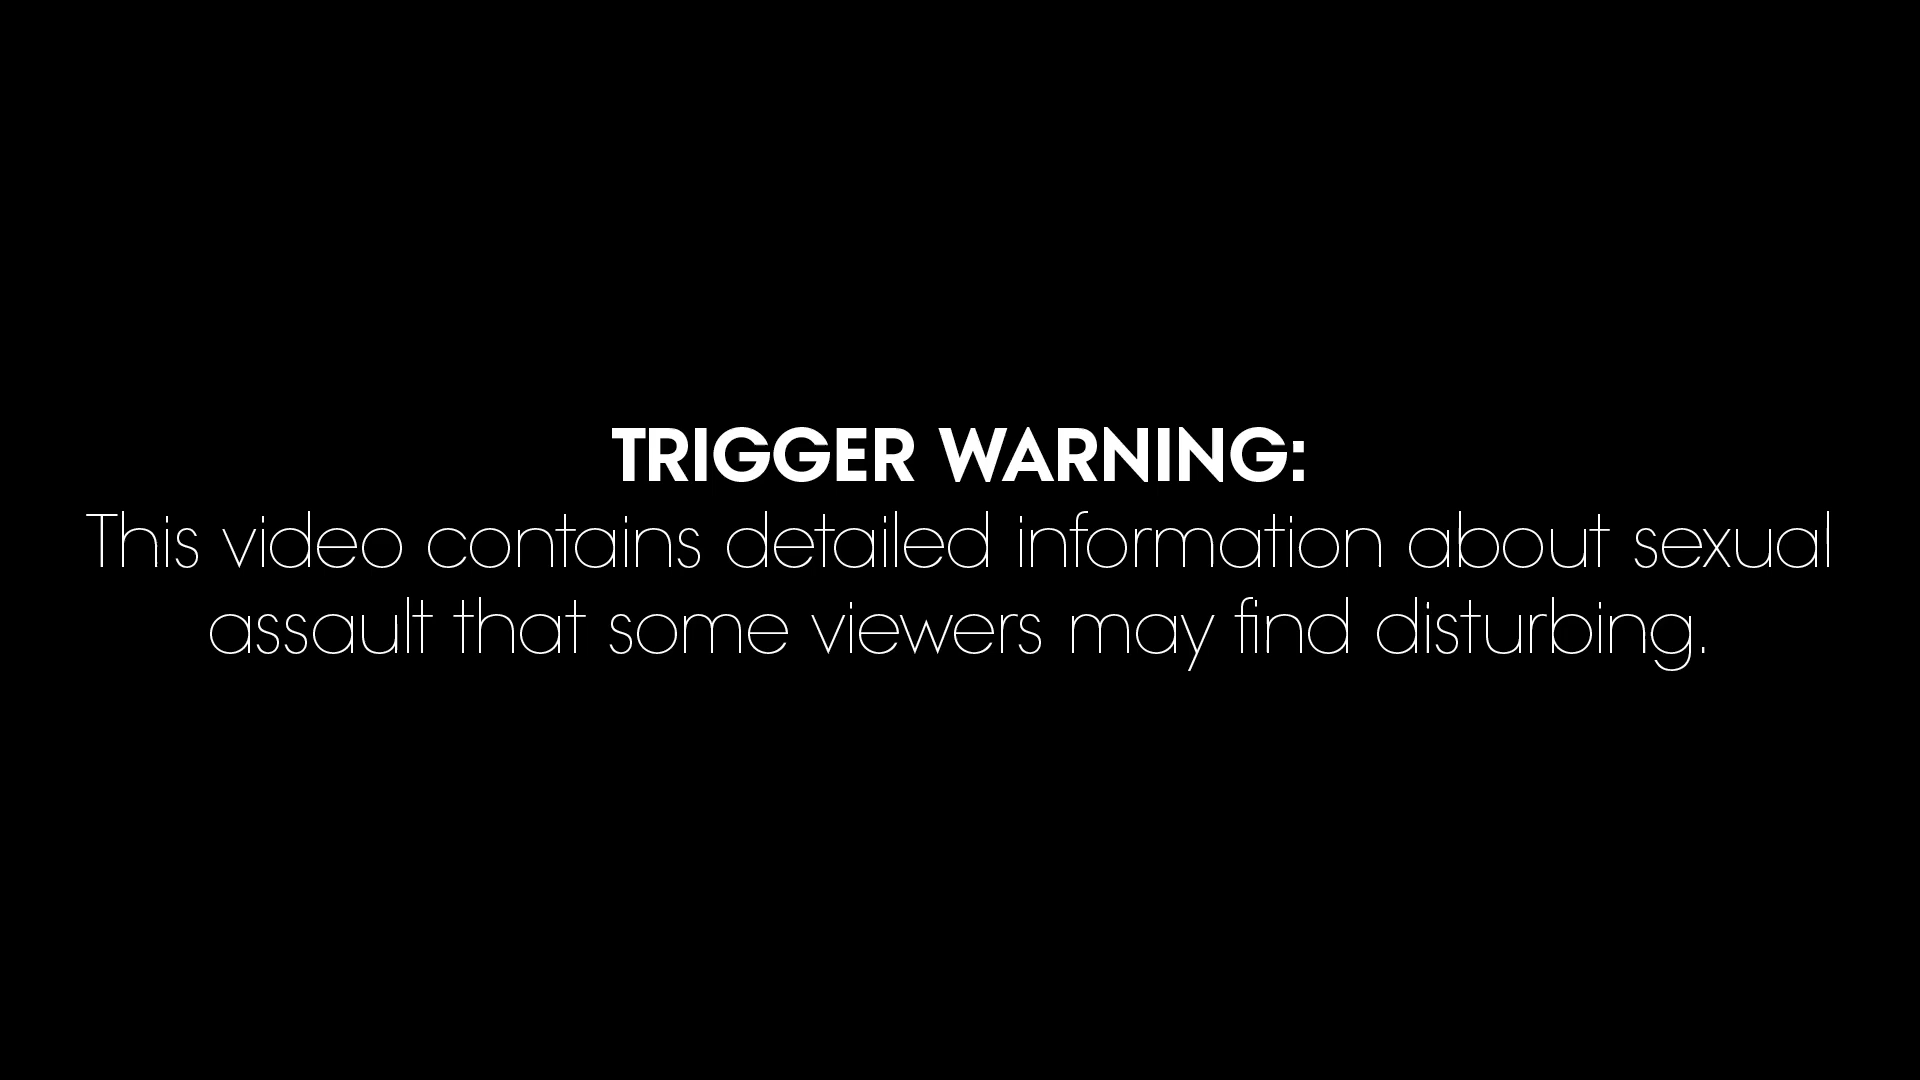 TRIGGER WARNING:
This video contains detailed information about sexual
assault that some viewers may find disturbing.